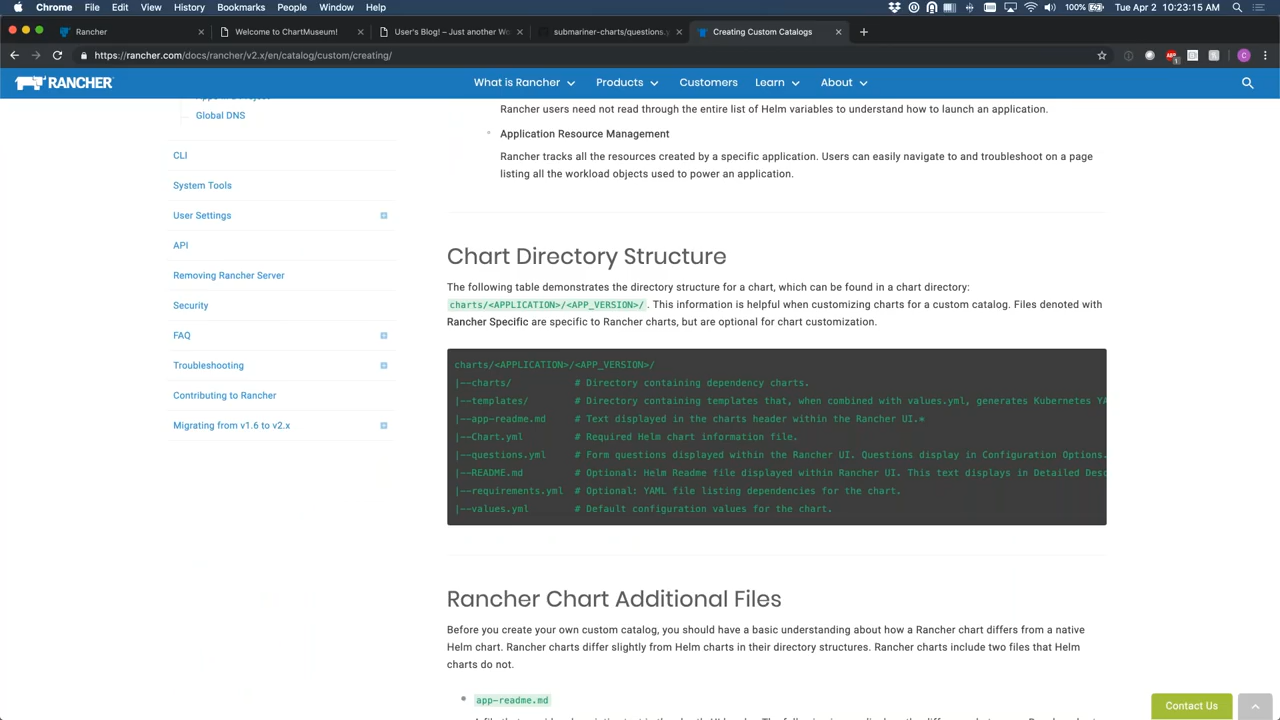 Chrome File Edit View History Bookmarks People Window Help
100% Tue Apr 2 10:23:15 AM
Rancher
Welcome to ChartMuseum!
User's Blog! – Just another Wo
submariner-charts/questions.y
Creating Custom Catalogs
https://rancher.com/docs/rancher/v2.x/en/catalog/custom/creating/
RANCHER
What is Rancher Products Customers Learn About
Global DNS
CLI
System Tools
User Settings
API
Removing Rancher Server
Security
FAQ
Troubleshooting
Contributing to Rancher
Migrating from v1.6 to v2.x
Rancher users need not read through the entire list of Helm variables to understand how to launch an application.
Application Resource Management
Rancher tracks all the resources created by a specific application. Users can easily navigate to and troubleshoot on a page
listing all the workload objects used to power an application.
Chart Directory Structure
The following table demonstrates the directory structure for a chart, which can be found in a chart directory:
charts/<APPLICATION>/<APP_VERSION>/. This information is helpful when customizing charts for a custom catalog. Files denoted with
Rancher Specific are specific to Rancher charts, but are optional for chart customization.
charts/<APPLICATION>/<APP_VERSION>/
|--charts/ # Directory containing dependency charts.
|--templates/ # Directory containing templates that, when combined with values.yml, generates Kubernetes YA
|--app-readme.md # Text displayed in the charts header within the Rancher UI.*
|--Chart.yml # Required Helm chart information file.
|--questions.yml # Form questions displayed within the Rancher UI. Questions display in Configuration Options.
|--README.md # Optional: Helm Readme file displayed within Rancher UI. This text displays in Detailed Desc
|--requirements.yml # Optional: YAML file listing dependencies for the chart.
|--values.yml # Default configuration values for the chart.
Rancher Chart Additional Files
Before you create your own custom catalog, you should have a basic understanding about how a Rancher chart differs from a native
Helm chart. Rancher charts differ slightly from Helm charts in their directory structures. Rancher charts include two files that Helm
charts do not.
app-readme.md
Contact Us